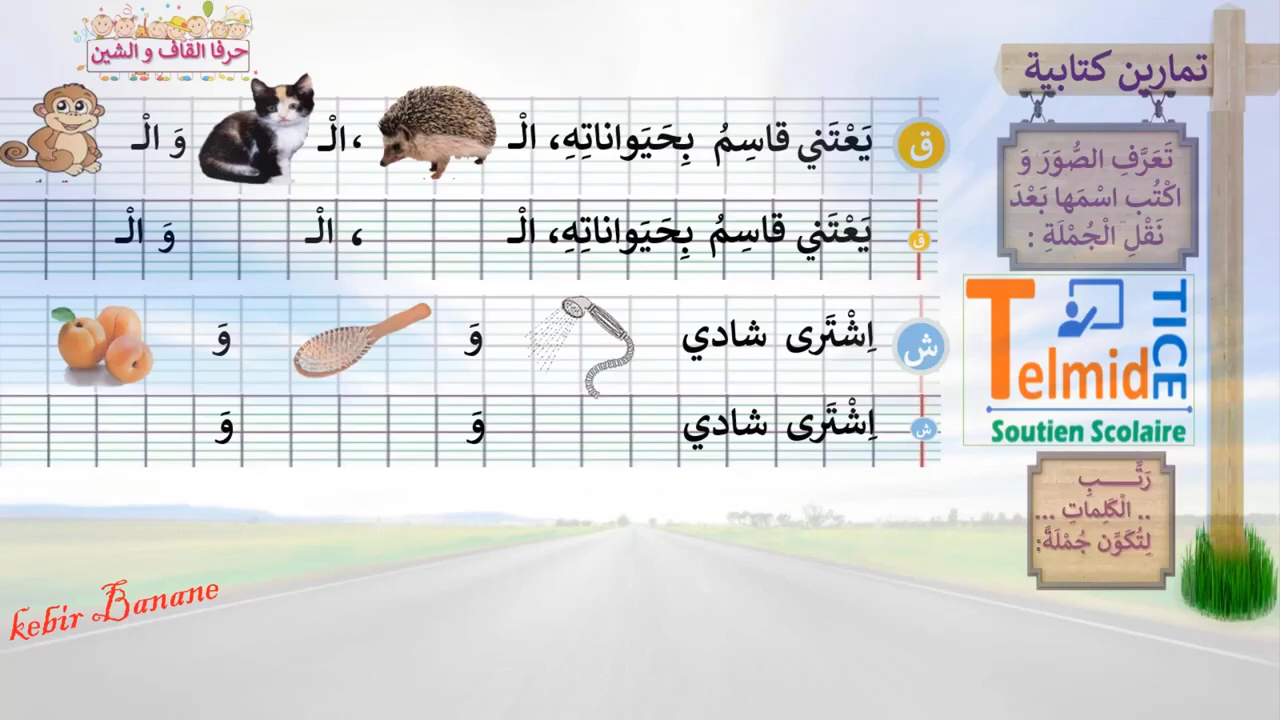 حرفا القاف و الشين
تمارين كتابية
تَعَرَّفِ الصُّوَرَ وَ
اكْتُب اسْمَها بَعْدَ
نَقْلِ الْجُمْلَةِ :
ق
يَعْتَني قاسِمُ بِحَيَواناتِهِ، الْـ ،الْـ وَ الْـ
ق
يَعْتَني قاسِمُ بِحَيَواناتِهِ، الْـ ، الْـ وَ الْـ
ش
اِشْتَرى شادي وَ وَ
ش
اِشْتَرى شادي وَ وَ
Telmid TICE
Soutien Scolaire
رَتِّـــــبِ
.. الْكَلِماتِ ...
لِتُكَوِّن جُمْلَةً:
kebir Banane